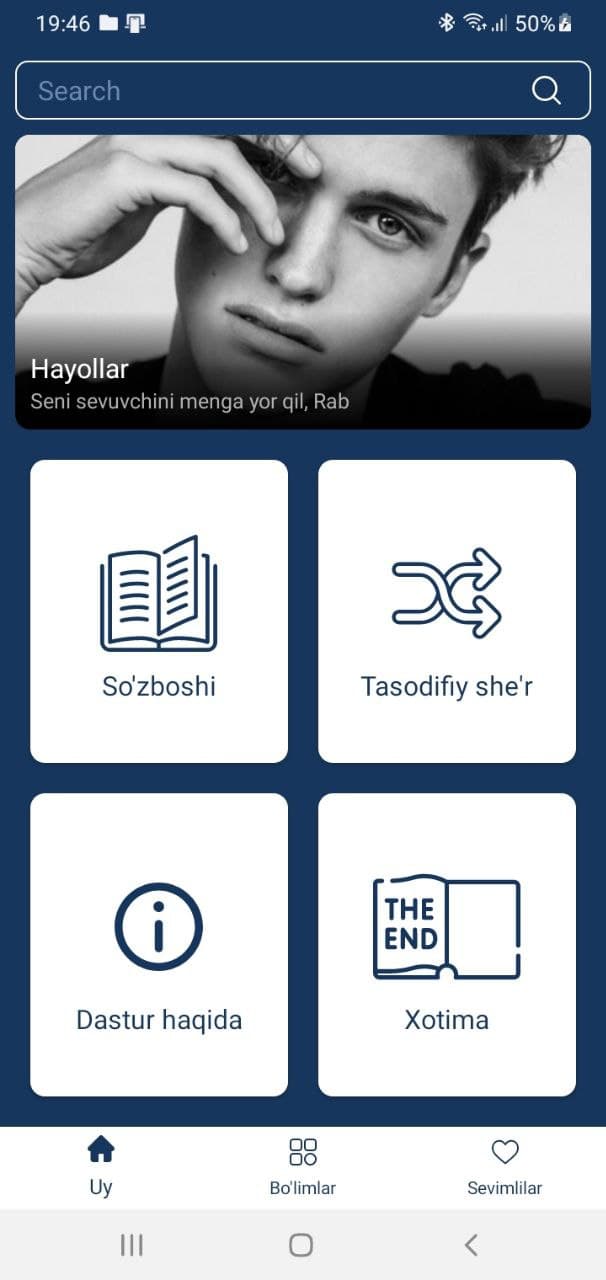 19:46 50%
Search
Hayollar
Seni sevuvchini menga yor qil, Rab
So'zboshi
Tasodifiy she'r
Dastur haqida
THE
END
Xotima
Uy
Bo'limlar
Sevimlilar